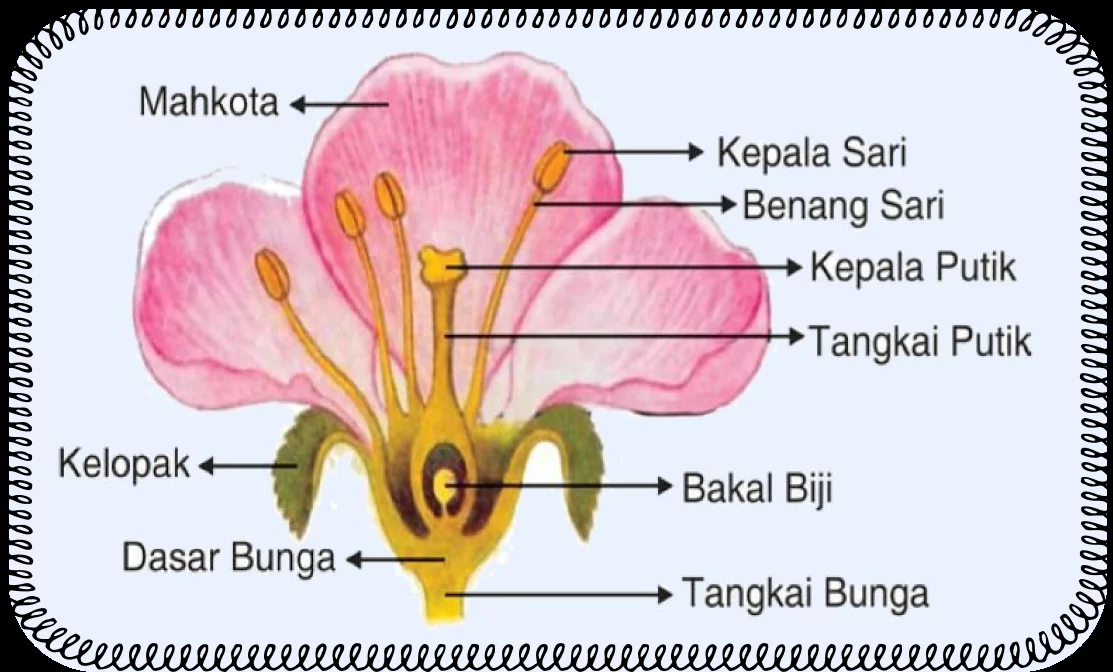 Mahkota
Kepala Sari
Benang Sari
Kepala Putik
Tangkai Putik
Kelopak
Bakal Biji
Dasar Bunga
Tangkai Bunga